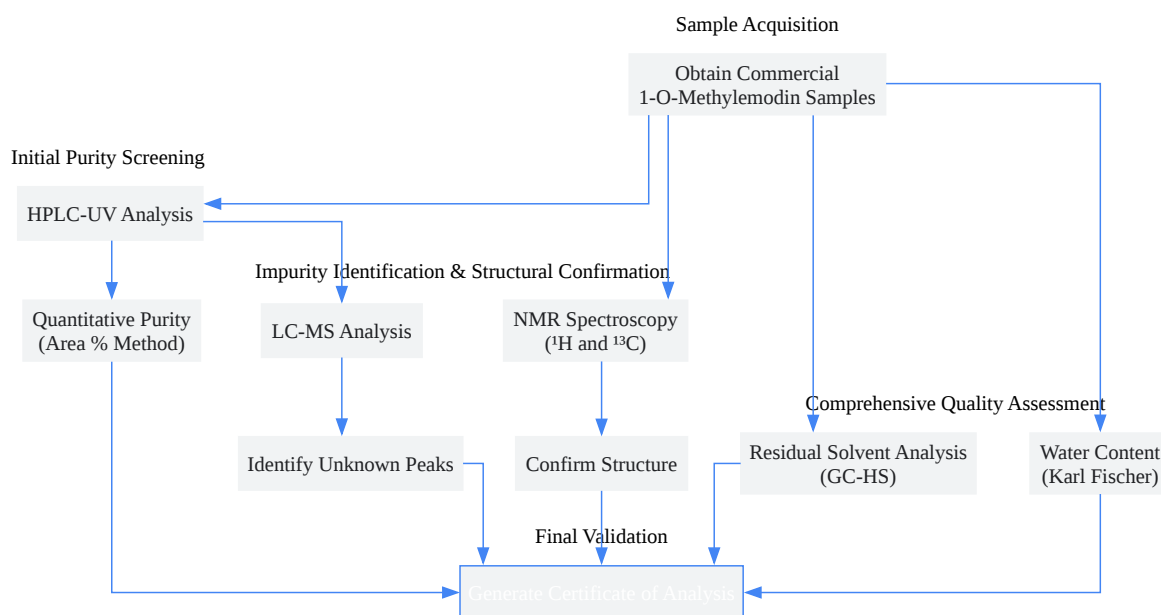 Sample Acquisition
Obtain Commercial
1-O-Methylemodin Samples
Initial Purity Screening
HPLC-UV Analysis
Impurity Identification & Structural Confirmation
Quantitative Purity
(Area % Method)
LC-MS Analysis
NMR Spectroscopy
(¹H and ¹³C)
Comprehensive Quality Assessment
Identify Unknown Peaks
Confirm Structure
Residual Solvent Analysis
(GC-HS)
Water Content
(Karl Fischer)
Final Validation
Generate Certificate of Analysis